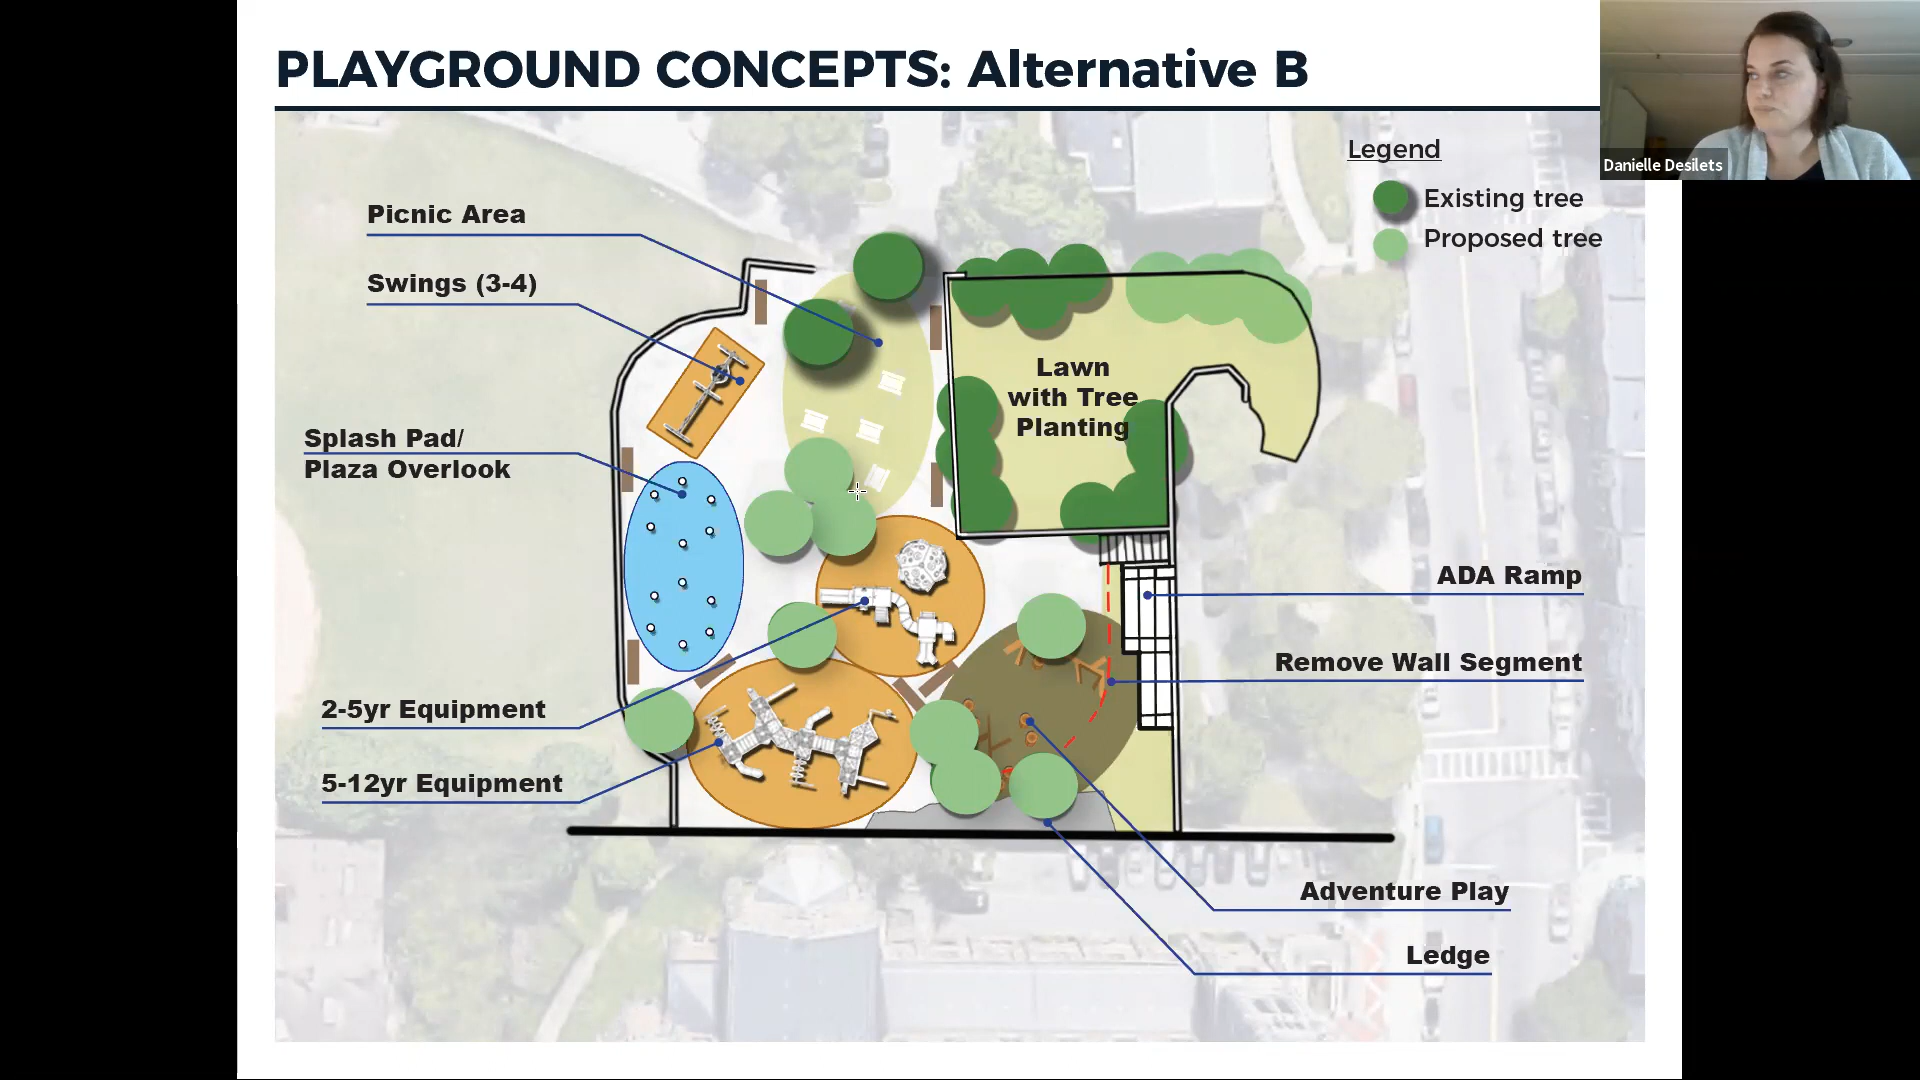 PLAYGROUND CONCEPTS: Alternative B
Danielle Desilets
Legend
Existing tree
Proposed tree
Picnic Area
Swings (3-4)
Splash Pad/
Plaza Overlook
Lawn
with Tree
Planting
ADA Ramp
Remove Wall Segment
2-5yr Equipment
5-12yr Equipment
Adventure Play
Ledge